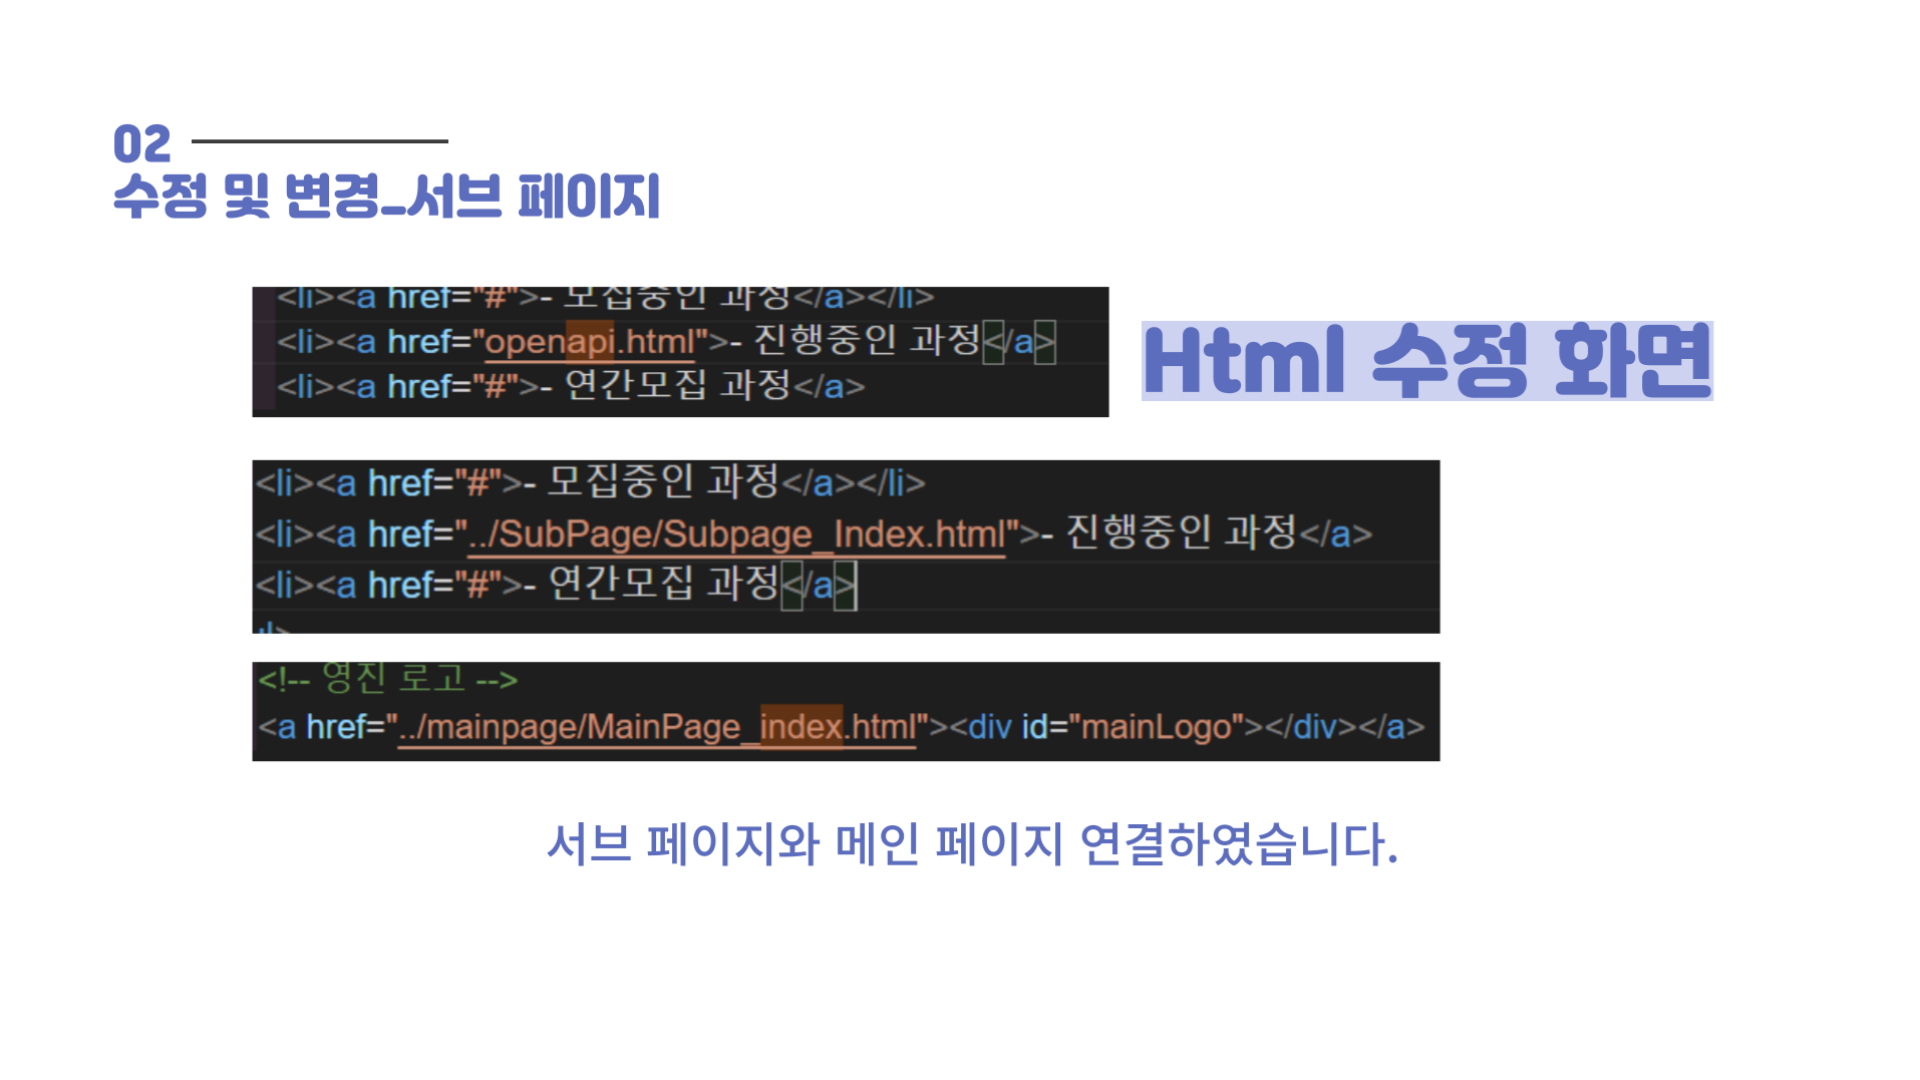 02
수정 및 변경_서브 페이지
<li><a href="#">- 모집중인 과정</a></li>
<li><a href="openapi.html">- 진행중인 과정</a>
<li><a href="#">- 연간모집 과정</a>
Html 수정 화면
<li><a href="#">- 모집중인 과정</a></li>
<li><a href="../SubPage/Subpage_Index.html">- 진행중인 과정</a>
<li><a href="#">- 연간모집 과정</a>
<!-- 영진 로고 -->
<a href="../mainpage/MainPage_index.html"><div id="mainLogo"></div></a>
서브 페이지와 메인 페이지 연결하였습니다.